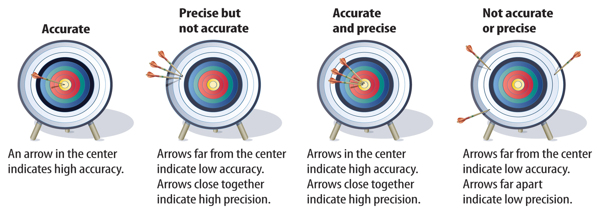 Accurate
An arrow in the center
indicates high accuracy.
Precise but
not accurate
Arrows far from the center
indicate low accuracy.
Arrows close together
indicate high precision.
Accurate
and precise
Arrows in the center
indicate high accuracy.
Arrows close together
indicate high precision.
Not accurate
or precise
Arrows far from the center
indicate low accuracy.
Arrows far apart
indicate low precision.